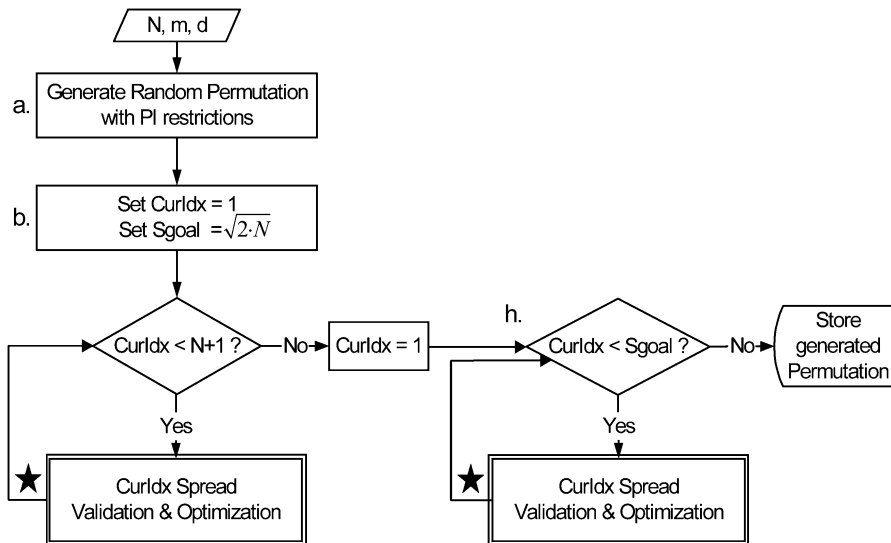 N, m, d
a.
Generate Random Permutation
with PI restrictions
b.
Set CurIdx = 1
Set Sgoal = √2·N
CurIdx < N+1 ?
No
CurIdx = 1
h.
CurIdx < Sgoal ?
No
Store
generated
Permutation
Yes
Yes
CurIdx Spread
Validation & Optimization
CurIdx Spread
Validation & Optimization